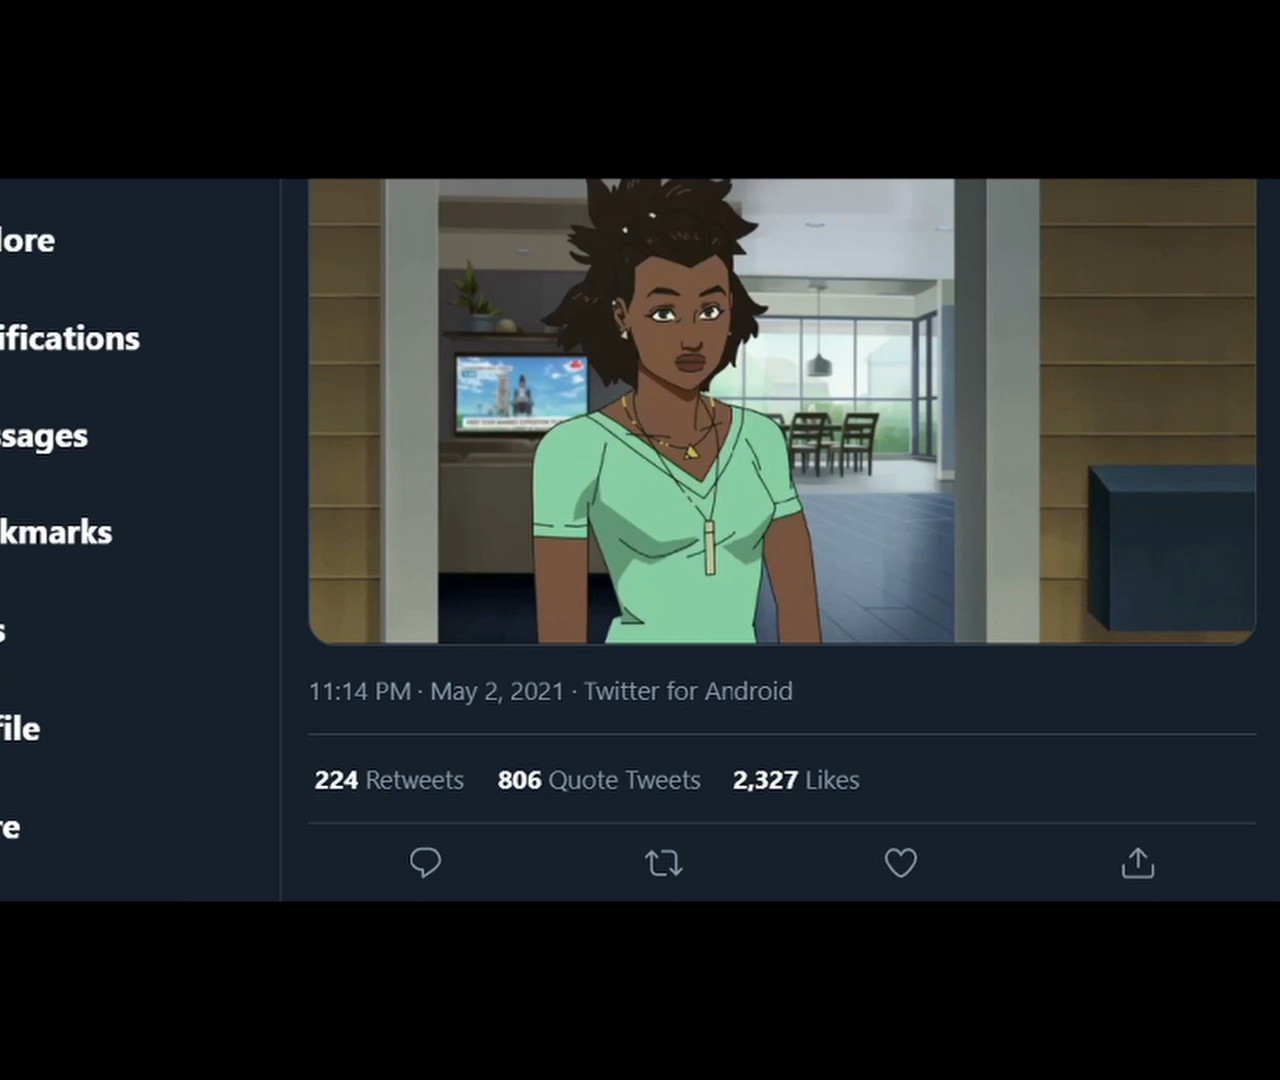 lore
ifications
ssages
kmarks
s
file
re
11:14 PM · May 2, 2021 · Twitter for Android
224 Retweets 806 Quote Tweets 2,327 Likes